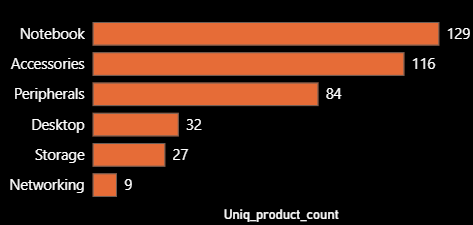 Notebook 129
Accessories 116
Peripherals 84
Desktop 32
Storage 27
Networking 9
Uniq_product_count